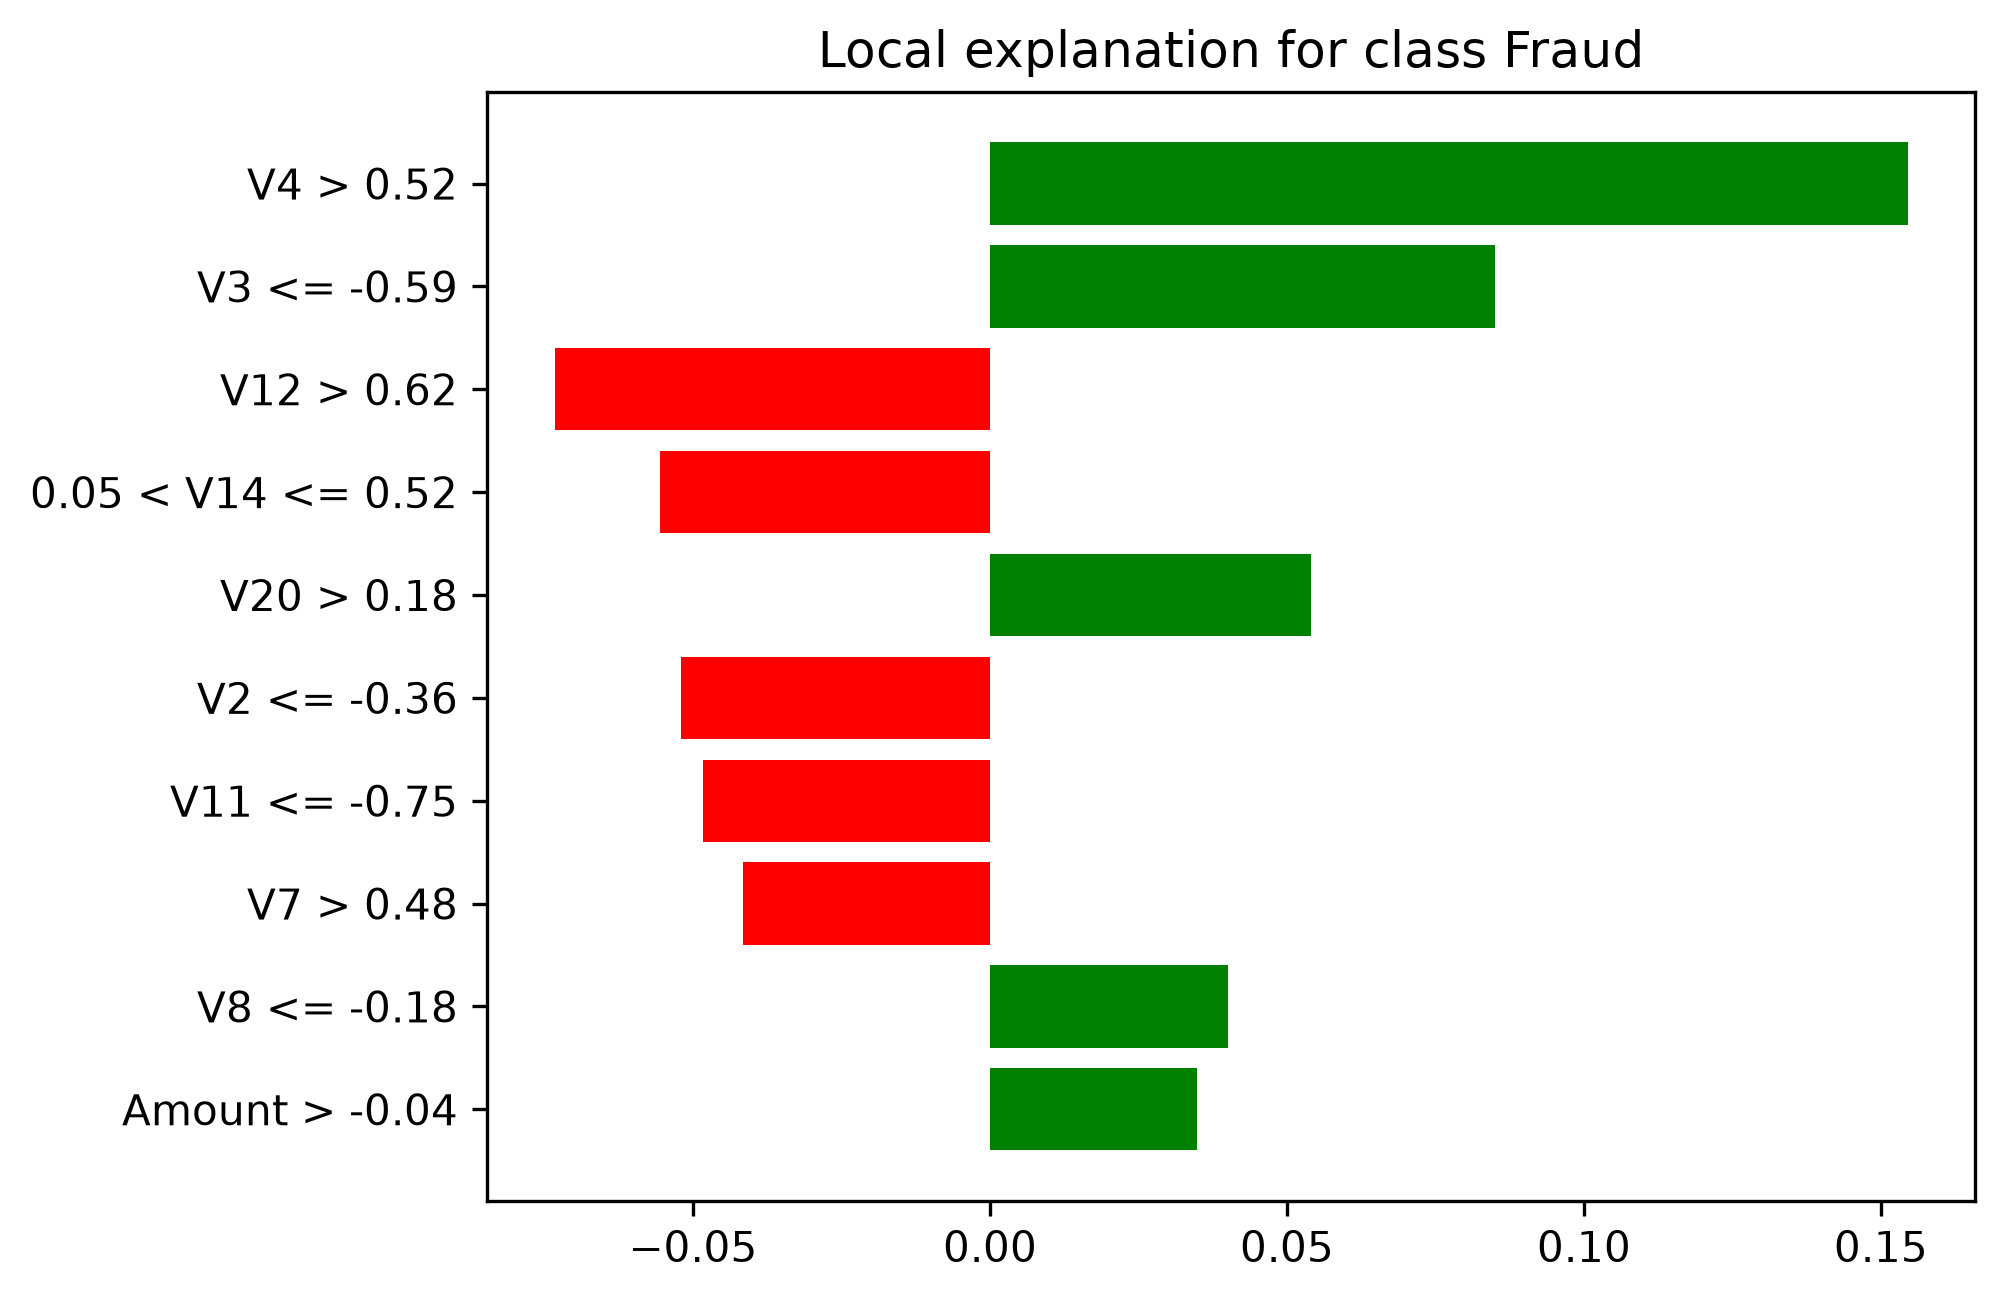 Local explanation for class Fraud
V4 > 0.52
V3 <= -0.59
V12 > 0.62
0.05 < V14 <= 0.52
V20 > 0.18
V2 <= -0.36
V11 <= -0.75
V7 > 0.48
V8 <= -0.18
Amount > -0.04
−0.05 0.00 0.05 0.10 0.15